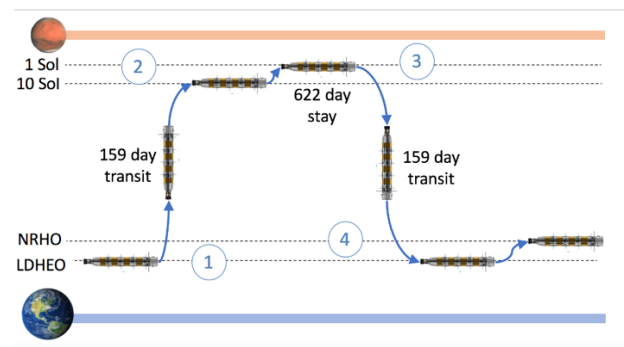 1 Sol
2
3
10 Sol
622 day
stay
159 day
transit
159 day
transit
NRHO
4
LDHEO
1